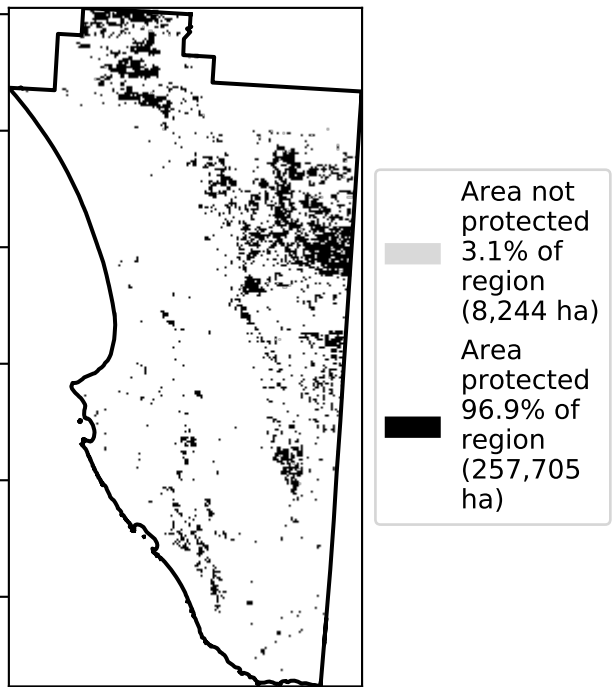 Area not
protected
3.1% of
region
(8,244 ha)
Area
protected
96.9% of
region
(257,705
ha)